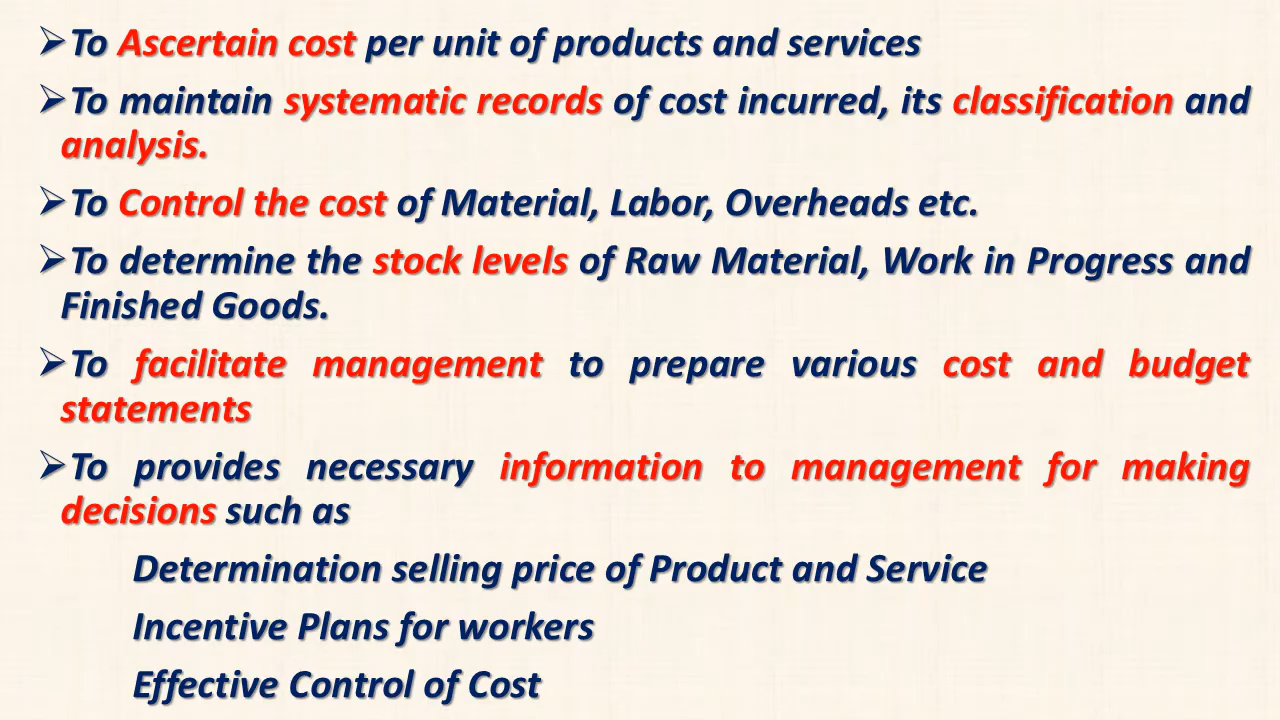 ➢To Ascertain cost per unit of products and services
➢To maintain systematic records of cost incurred, its classification and
analysis.
➢To Control the cost of Material, Labor, Overheads etc.
➢To determine the stock levels of Raw Material, Work in Progress and
Finished Goods.
➢To facilitate management to prepare various cost and budget
statements
➢To provides necessary information to management for making
decisions such as
Determination selling price of Product and Service
Incentive Plans for workers
Effective Control of Cost